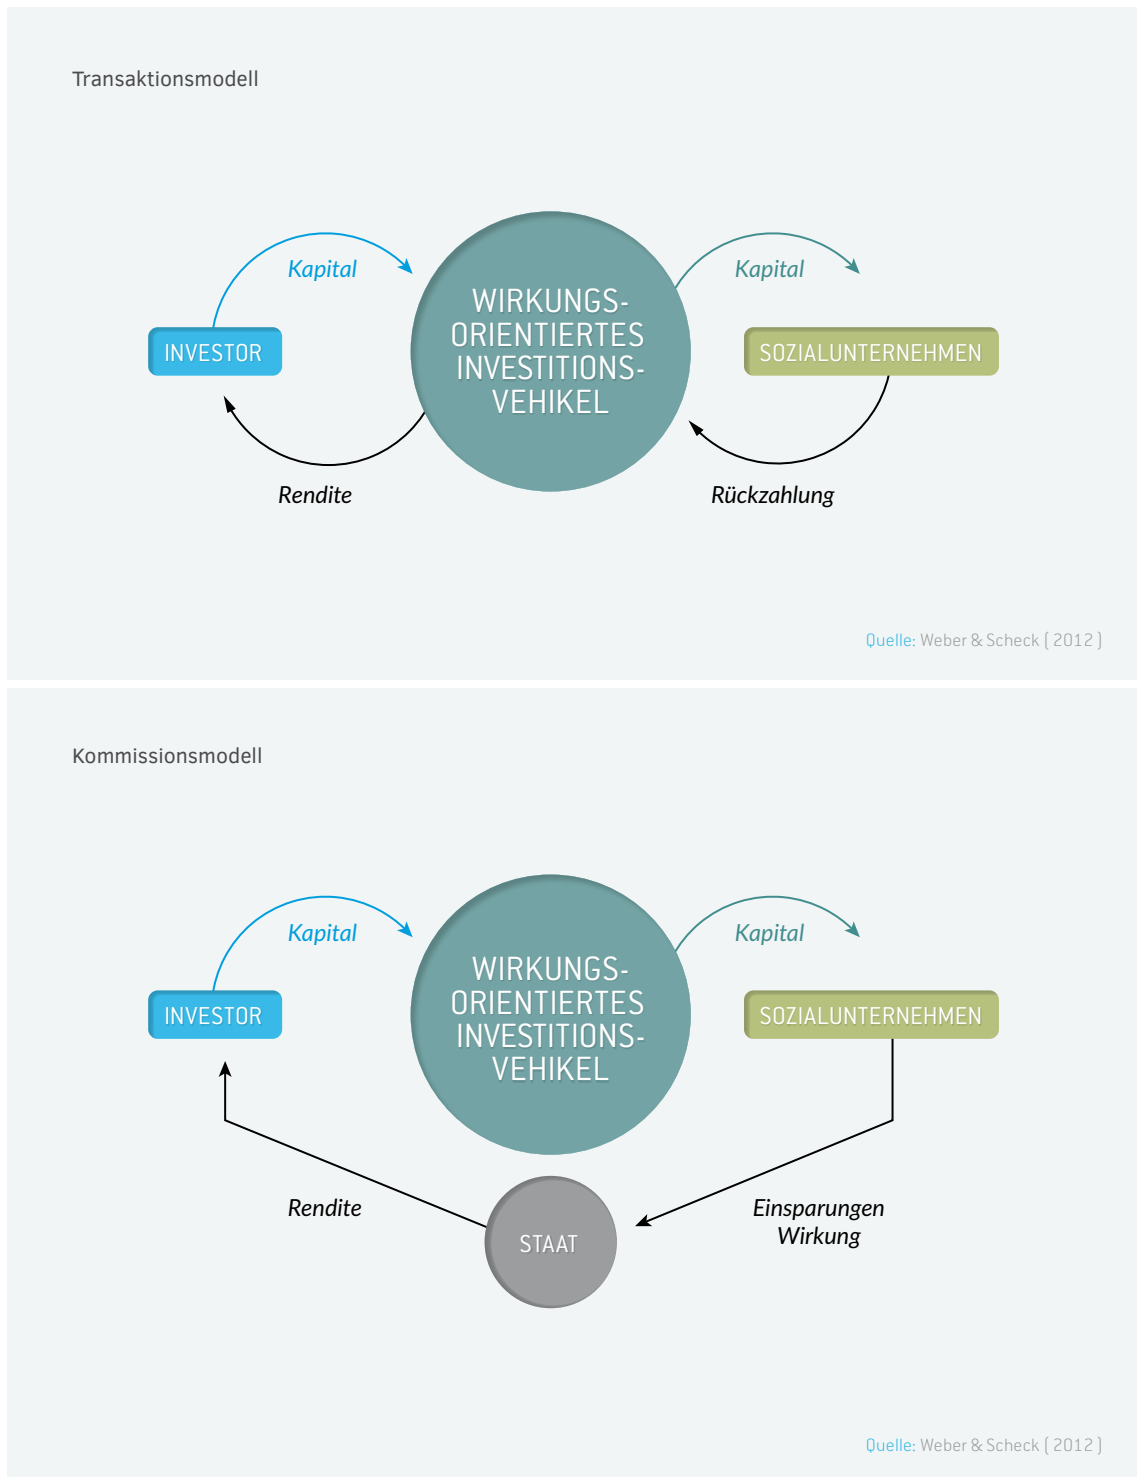 Transaktionsmodell
Kapital
Kapital
WIRKUNGS-
ORIENTIERTES
INVESTITIONS-
VEHIKEL
INVESTOR
SOZIALUNTERNEHMEN
Rendite
Rückzahlung
Quelle: Weber & Scheck ( 2012 )
Kommissionsmodell
Kapital
Kapital
WIRKUNGS-
ORIENTIERTES
INVESTITIONS-
VEHIKEL
INVESTOR
SOZIALUNTERNEHMEN
Rendite
Einsparungen
Wirkung
STAAT
Quelle: Weber & Scheck ( 2012 )